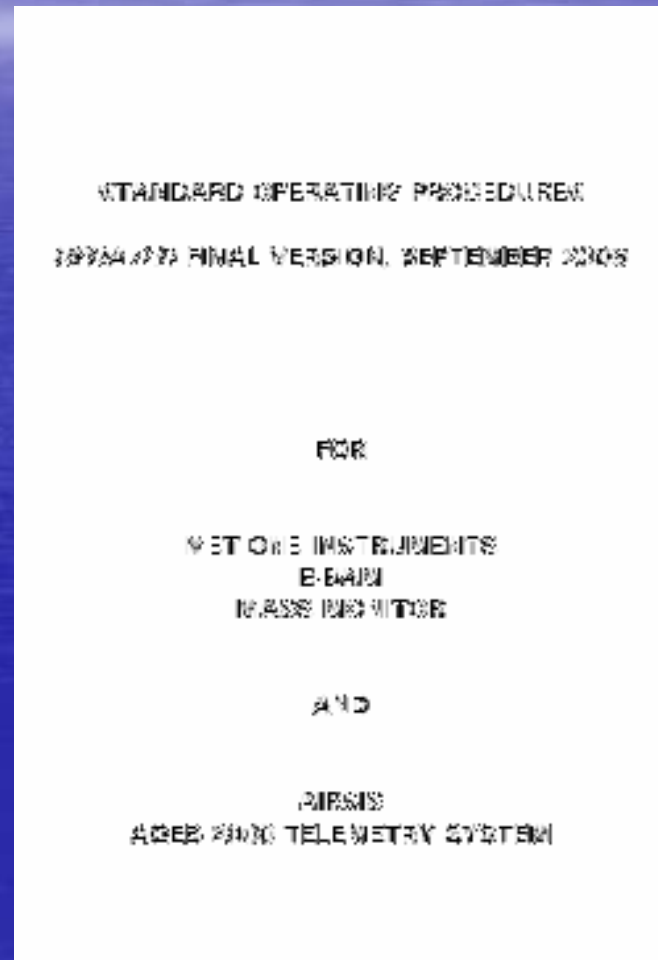 STANDARD OPERATING PROCEDURES
FINAL VERSION, SEPTEMBER
FOR
MET ONE INSTRUMENTS
E-BAM
MASS MONITOR
AND
AIRSIS
TELEMETRY SYSTEM